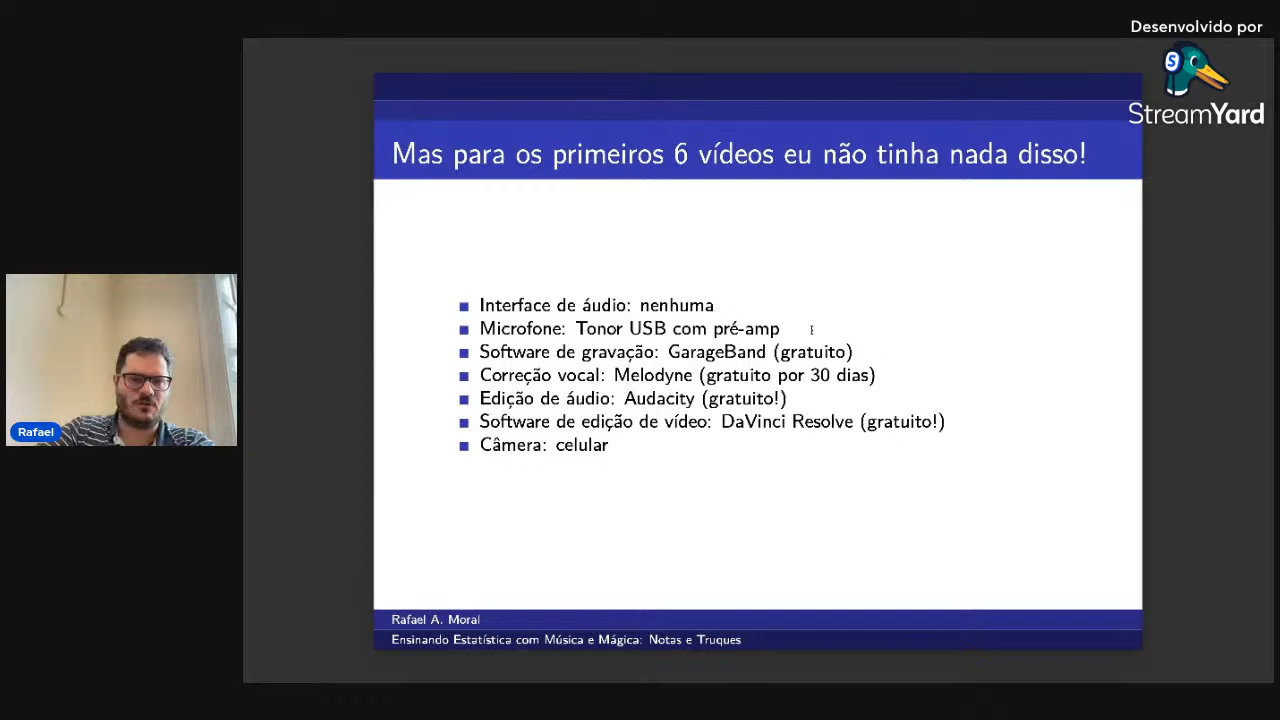 Desenvolvido por
StreamYard
Mas para os primeiros 6 vídeos eu não tinha nada disso!
Interface de áudio: nenhuma
Microfone: Tonor USB com pré-amp
Software de gravação: GarageBand (gratuito)
Correção vocal: Melodyne (gratuito por 30 dias)
Edição de áudio: Audacity (gratuito!)
Software de edição de vídeo: DaVinci Resolve (gratuito!)
Câmera: celular
Rafael
Rafael A. Moral
Ensinando Estatística com Música e Mágica: Notas e Truques